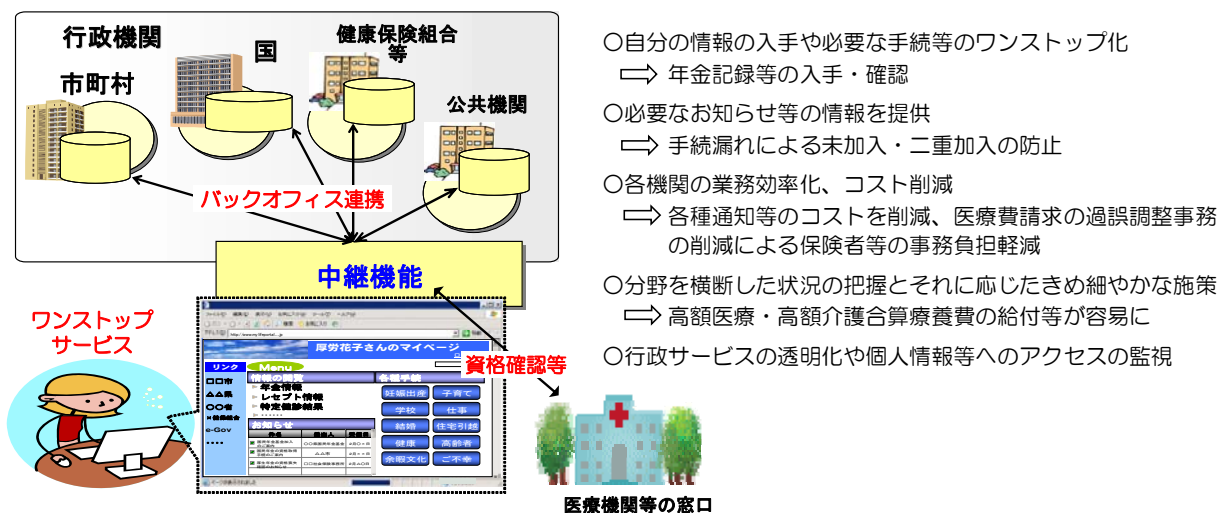 行政機関
市町村
国
健康保険組合
等
公共機関
バックオフィス連携
中継機能
ワンストップ
サービス
資格確認等
厚労花子さんのマイページ
リンク
Menu
□□市
△△県
○○省
e-Gov
・・・・
情報の閲覧
年金情報
レセプト情報
特定健診結果
・・・・・・
お知らせ
各種手続
妊娠出産
子育て
学校
仕事
結婚
住宅引越
健康
高齢者
余暇文化
ご不幸
医療機関等の窓口
○自分の情報の入手や必要な手続等のワンストップ化
⇨ 年金記録等の入手・確認
○必要なお知らせ等の情報を提供
⇨ 手続漏れによる未加入・二重加入の防止
○各機関の業務効率化、コスト削減
⇨ 各種通知等のコストを削減、医療費請求の過誤調整事務
の削減による保険者等の事務負担軽減
○分野を横断した状況の把握とそれに応じたきめ細やかな施策
⇨ 高額医療・高額介護合算療養費の給付等が容易に
○行政サービスの透明化や個人情報等へのアクセスの監視